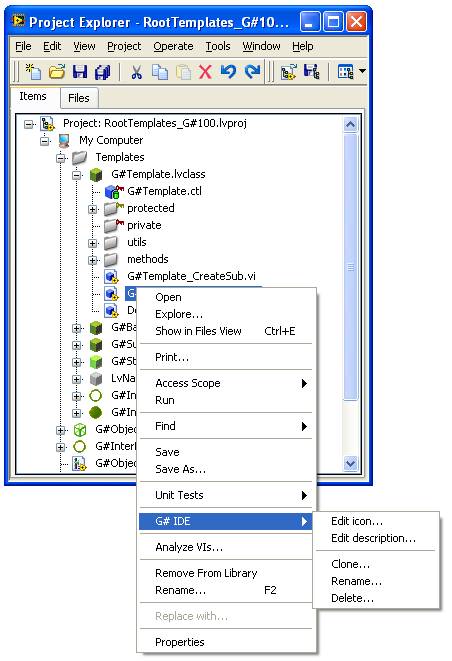 Project Explorer - RootTemplates_G#10...
File Edit View Project Operate Tools Window Help
Items Files
Project: RootTemplates_G#100.lvproj
My Computer
Templates
G#Template.lvclass
G#Template.ctl
protected
private
utils
methods
G#Template_CreateSub.vi
G#
De
G#Ba
G#Su
G#St
LvNa
G#In
G#In
G#Objec
G#Interf
G#Objec
Open
Explore...
Show in Files View Ctrl+E
Print...
Access Scope
Run
Find
Save
Save As...
Unit Tests
G# IDE
Analyze VIs...
Remove From Library
Rename... F2
Replace with...
Properties
Edit icon...
Edit description...
Clone...
Rename...
Delete...